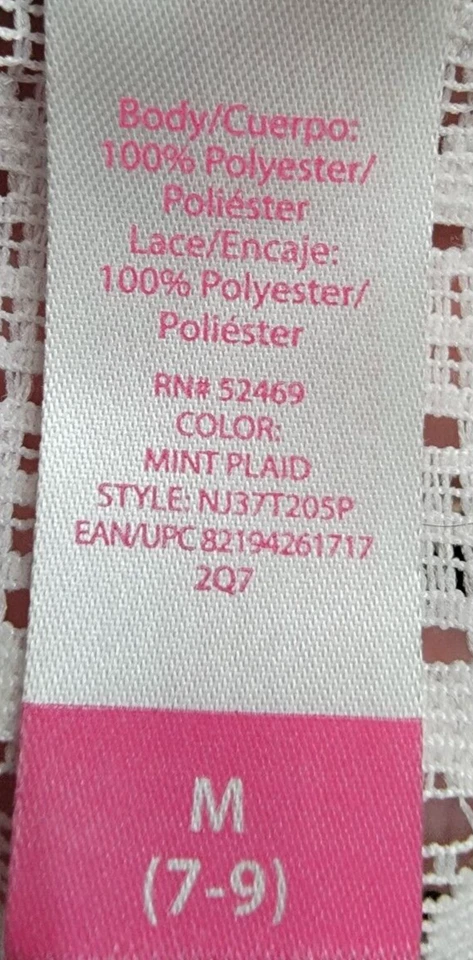 Body/Cuerpo:
100% Polyester/
Poliéster
Lace/Encaje:
100% Polyester/
Poliéster
RN# 52469
COLOR:
MINT PLAID
STYLE: NJ37T205P
EAN/UPC 82194261717
2Q7
M
(7-9)